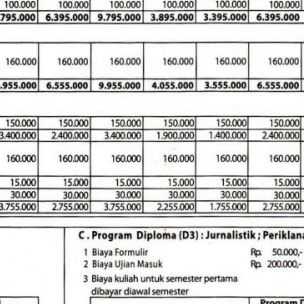 100.000 100.000 100.000 100.000 100.000 100.000
795.000 6.395.000 9.795.000 3.895.000 3.395.000 6.395.000
160.000 160.000 160.000 160.000 160.000 160.000
.955.000 6.555.000 9.955.000 4.055.000 3.555.000 6.555.000
150.000 150.000 150.000 150.000 150.000 150.000
3.400.000 2.400.000 3.400.000 1.900.000 1.400.000 2.400.000
160.000 160.000 160.000 160.000 160.000 160.000
15.000 15.000 15.000 15.000 15.000 15.000
30.000 30.000 30.000 30.000 30.000 30.000
3.755.000 2.755.000 3.755.000 2.255.000 1.755.000 2.755.000
C. Program Diploma (D3) : Jurnalistik ; Periklana
1 Biaya Formulir Rp. 50.000,-
2 Biaya Ujian Masuk Rp. 200.000,-
3 Biaya kuliah untuk semester pertama
dibayar diawal semester
Program D